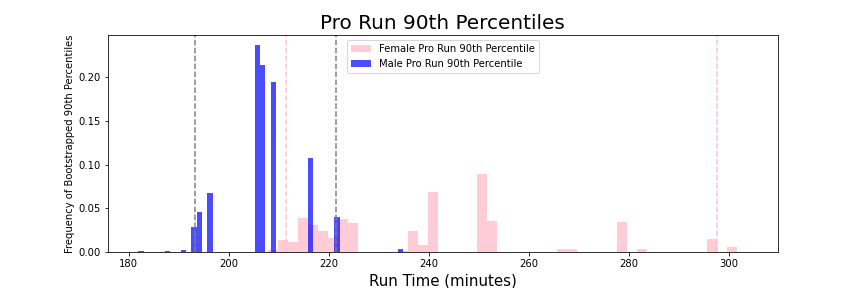 Pro Run 90th Percentiles
Frequency of Bootstrapped 90th Percentiles
0.20
0.15
0.10
0.05
0.00
Female Pro Run 90th Percentile
Male Pro Run 90th Percentile
180 200 220 240 260 280 300
Run Time (minutes)